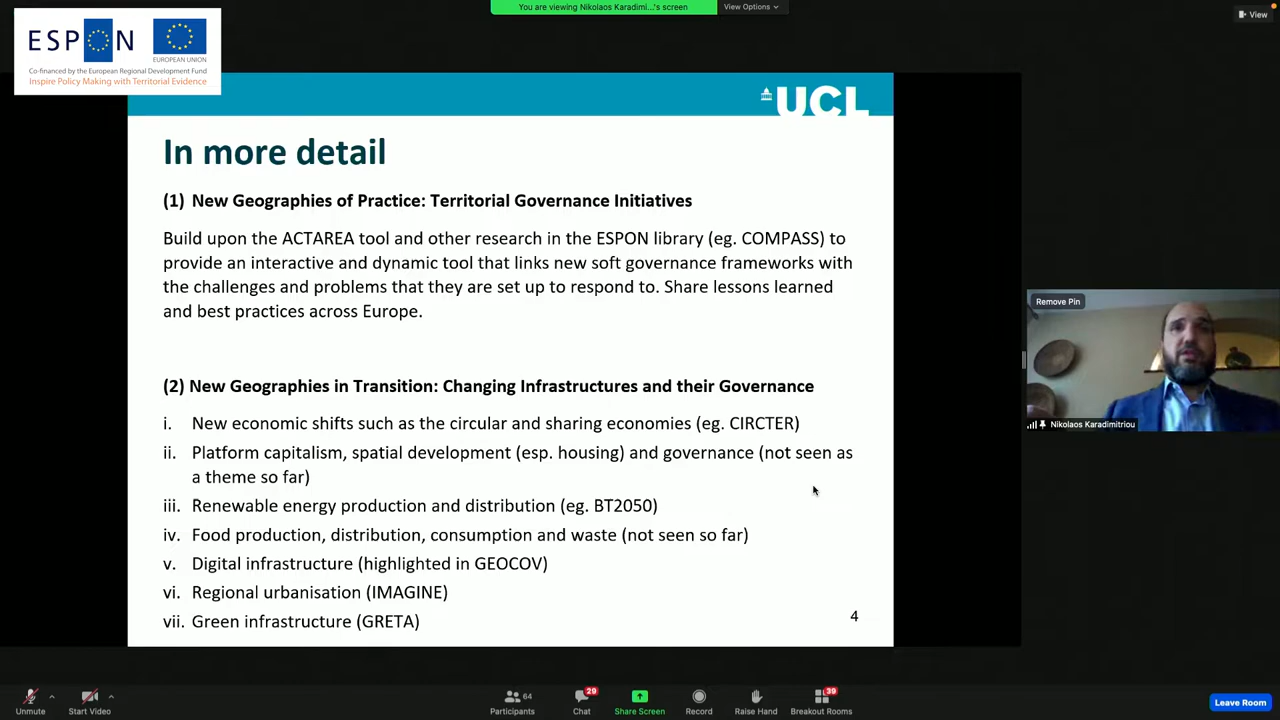 You are viewing Nikolaos Karadimi...'s screen
View Options
View
ESPON
EUROPEAN UNION
Co-financed by the European Regional Development Fund
Inspire Policy Making with Territorial Evidence
UCL
In more detail
(1) New Geographies of Practice: Territorial Governance Initiatives
Build upon the ACTAREA tool and other research in the ESPON library (eg. COMPASS) to
provide an interactive and dynamic tool that links new soft governance frameworks with
the challenges and problems that they are set up to respond to. Share lessons learned
and best practices across Europe.
(2) New Geographies in Transition: Changing Infrastructures and their Governance
i. New economic shifts such as the circular and sharing economies (eg. CIRCTER)
ii. Platform capitalism, spatial development (esp. housing) and governance (not seen as
a theme so far)
iii. Renewable energy production and distribution (eg. BT2050)
iv. Food production, distribution, consumption and waste (not seen so far)
v. Digital infrastructure (highlighted in GEOCOV)
vi. Regional urbanisation (IMAGINE)
vii. Green infrastructure (GRETA)
4
Remove Pin
Nikolaos Karadimitriou
Unmute
Start Video
64
Participants
29
Chat
Share Screen
Record
Raise Hand
39
Breakout Rooms
Leave Room